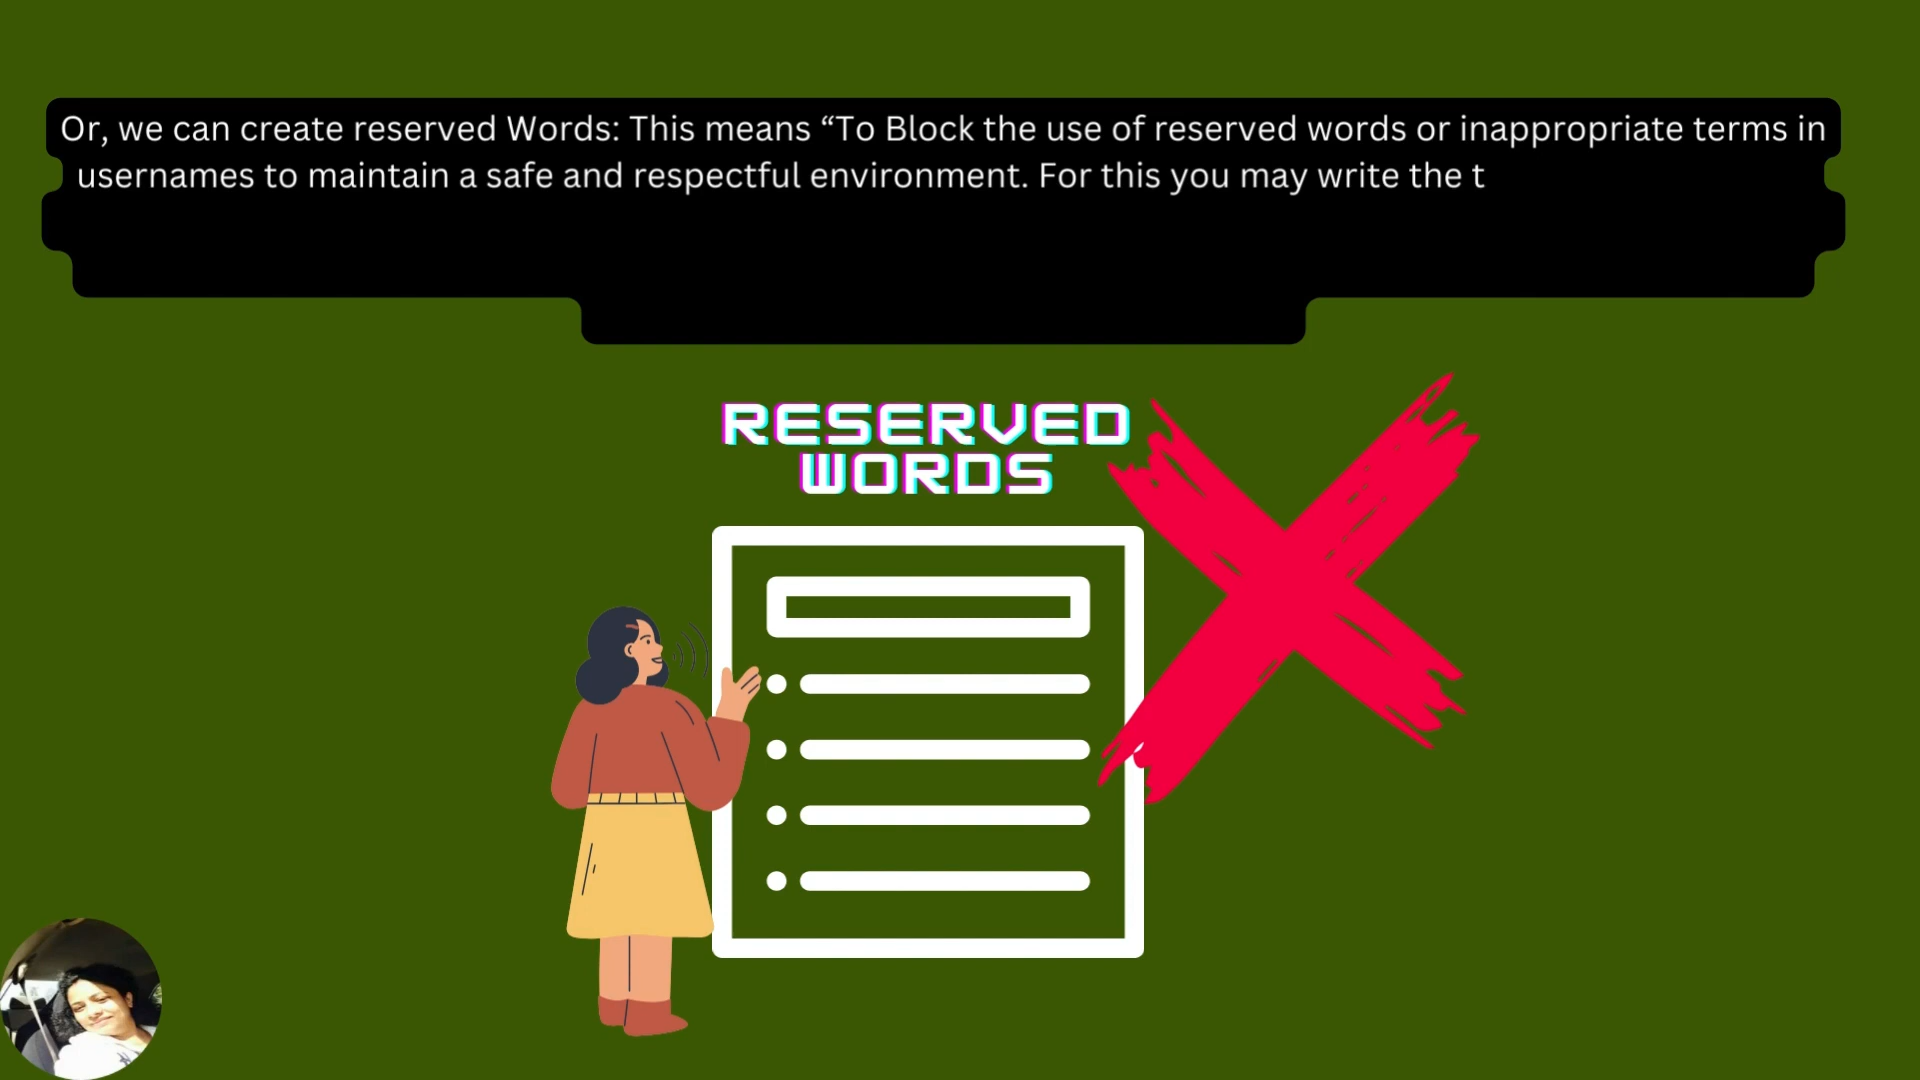 Or, we can create reserved Words: This means “To Block the use of reserved words or inappropriate terms in
usernames to maintain a safe and respectful environment. For this you may write the t
RESERVED
WORDS